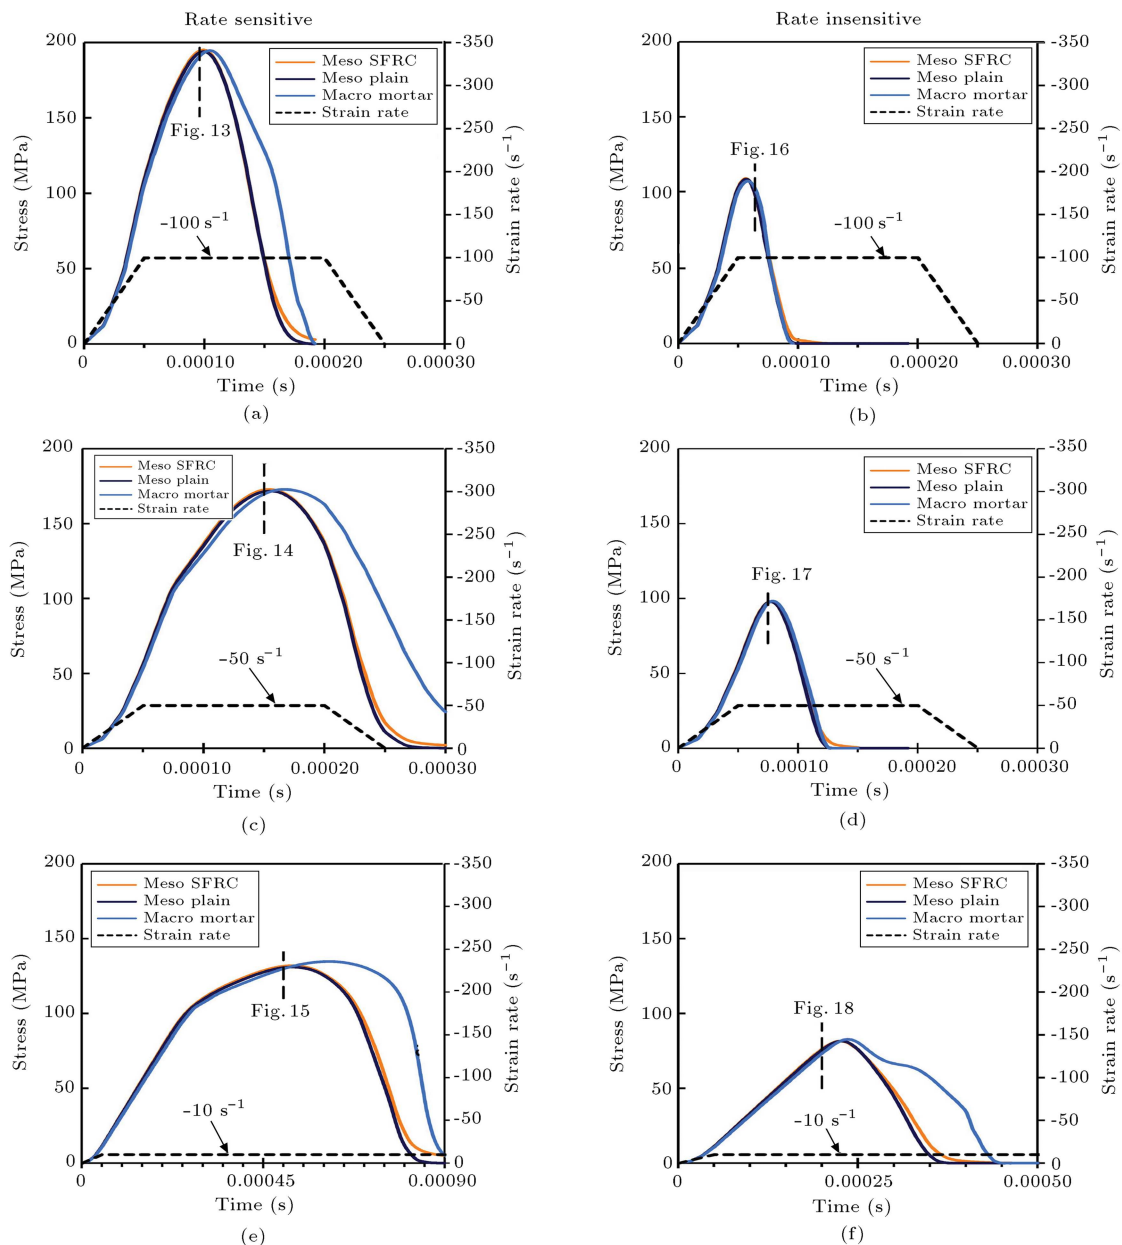 Rate sensitive
200
150
100
50
0
Stress (MPa)
Meso SFRC
Meso plain
Macro mortar
Strain rate
Fig. 13
-100 s⁻¹
-350
-300
-250
-200
-150
-100
-50
0
Strain rate (s⁻¹)
0 0.00010 0.00020 0.00030
Time (s)
(a)
Rate insensitive
200
150
100
50
0
Stress (MPa)
Meso SFRC
Meso plain
Macro mortar
Strain rate
Fig. 16
-100 s⁻¹
-350
-300
-250
-200
-150
-100
-50
0
Strain rate (s⁻¹)
0 0.00010 0.00020 0.00030
Time (s)
(b)
200
150
100
50
0
Stress (MPa)
Meso SFRC
Meso plain
Macro mortar
Strain rate
Fig. 14
-50 s⁻¹
-350
-300
-250
-200
-150
-100
-50
0
Strain rate (s⁻¹)
0 0.00010 0.00020 0.00030
Time (s)
(c)
200
150
100
50
0
Stress (MPa)
Meso SFRC
Meso plain
Macro mortar
Strain rate
Fig. 17
-50 s⁻¹
-350
-300
-250
-200
-150
-100
-50
0
Strain rate (s⁻¹)
0 0.00010 0.00020 0.00030
Time (s)
(d)
200
150
100
50
0
Stress (MPa)
Meso SFRC
Meso plain
Macro mortar
Strain rate
Fig. 15
-10 s⁻¹
-350
-300
-250
-200
-150
-100
-50
0
Strain rate (s⁻¹)
0 0.00045 0.00090
Time (s)
(e)
200
150
100
50
0
Stress (MPa)
Meso SFRC
Meso plain
Macro mortar
Strain rate
Fig. 18
-10 s⁻¹
-350
-300
-250
-200
-150
-100
-50
0
Strain rate (s⁻¹)
0 0.00025 0.00050
Time (s)
(f)